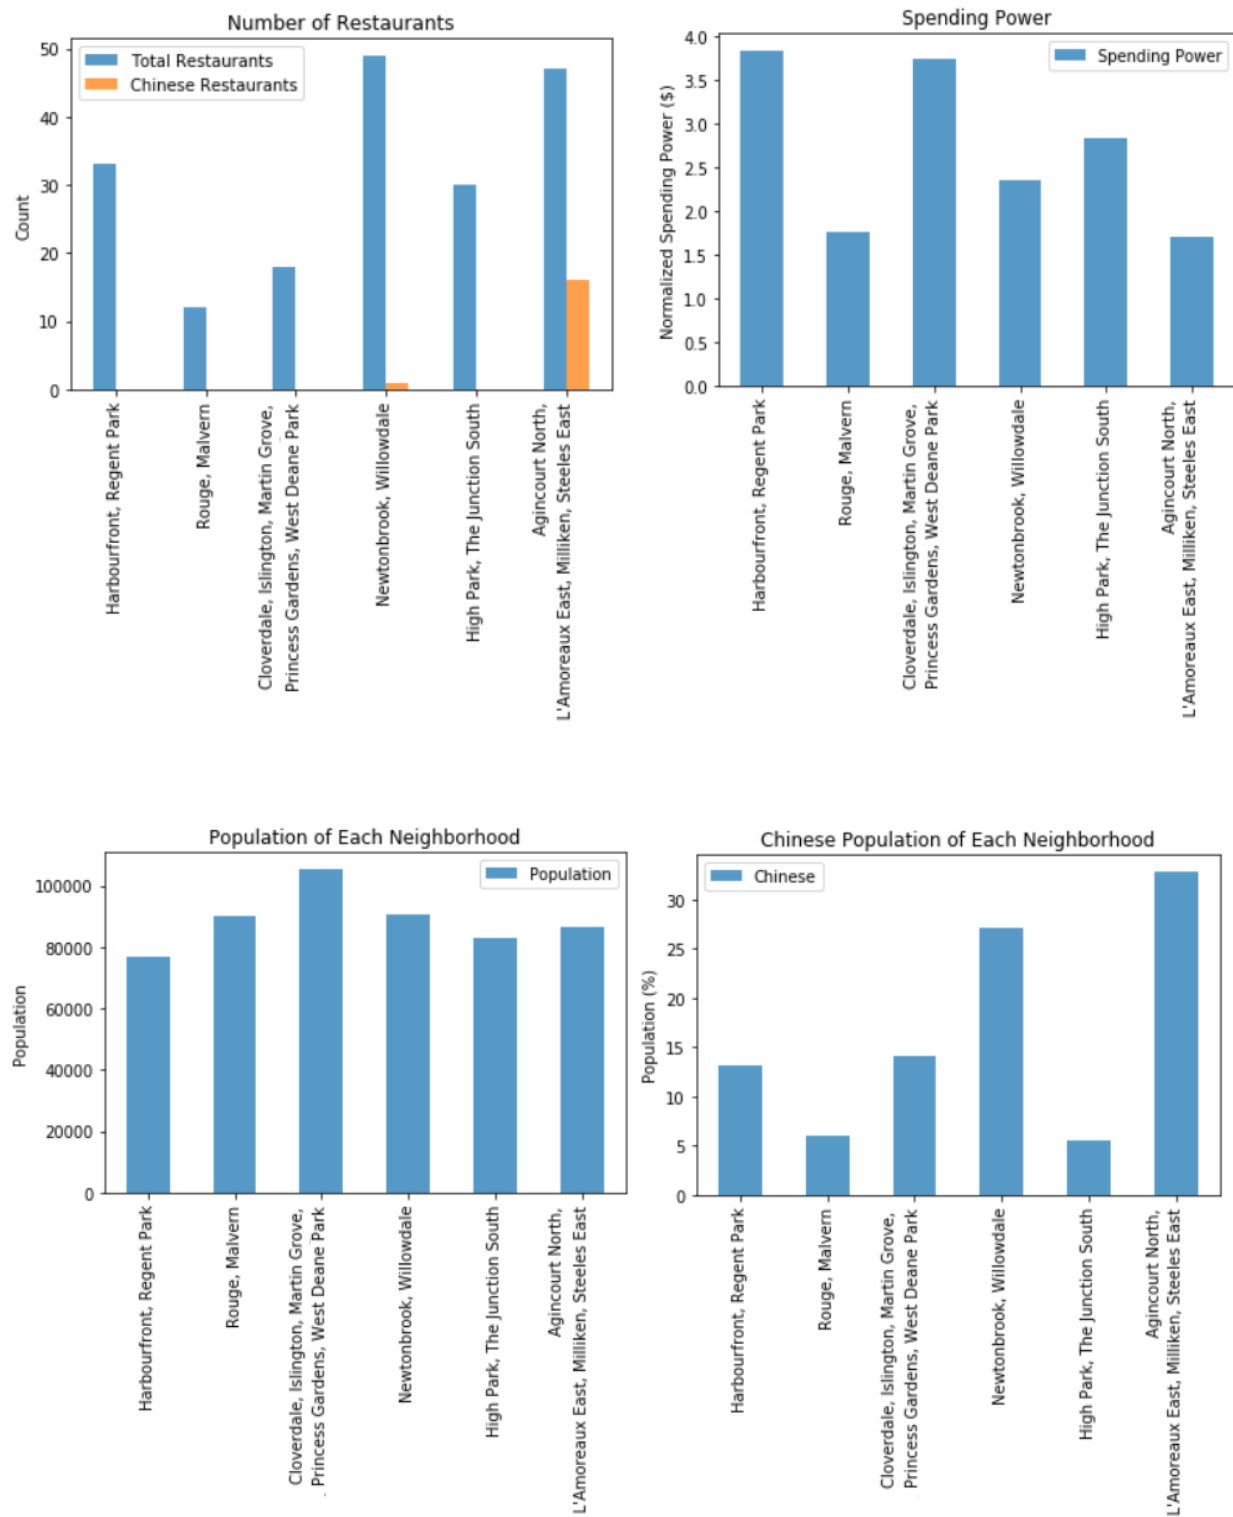 Number of Restaurants
Total Restaurants
Chinese Restaurants
Count
50
40
30
20
10
0
Harbourfront, Regent Park
Rouge, Malvern
Cloverdale, Islington, Martin Grove,
Princess Gardens, West Deane Park
Newtonbrook, Willowdale
High Park, The Junction South
Agincourt North,
L'Amoreaux East, Milliken, Steeles East
Spending Power
Spending Power
Normalized Spending Power ($)
4.0
3.5
3.0
2.5
2.0
1.5
1.0
0.5
0.0
Harbourfront, Regent Park
Rouge, Malvern
Cloverdale, Islington, Martin Grove,
Princess Gardens, West Deane Park
Newtonbrook, Willowdale
High Park, The Junction South
Agincourt North,
L'Amoreaux East, Milliken, Steeles East
Population of Each Neighborhood
Population
Population
100000
80000
60000
40000
20000
0
Harbourfront, Regent Park
Rouge, Malvern
Cloverdale, Islington, Martin Grove,
Princess Gardens, West Deane Park
Newtonbrook, Willowdale
High Park, The Junction South
Agincourt North,
L'Amoreaux East, Milliken, Steeles East
Chinese Population of Each Neighborhood
Chinese
Population (%)
30
25
20
15
10
5
0
Harbourfront, Regent Park
Rouge, Malvern
Cloverdale, Islington, Martin Grove,
Princess Gardens, West Deane Park
Newtonbrook, Willowdale
High Park, The Junction South
Agincourt North,
L'Amoreaux East, Milliken, Steeles East